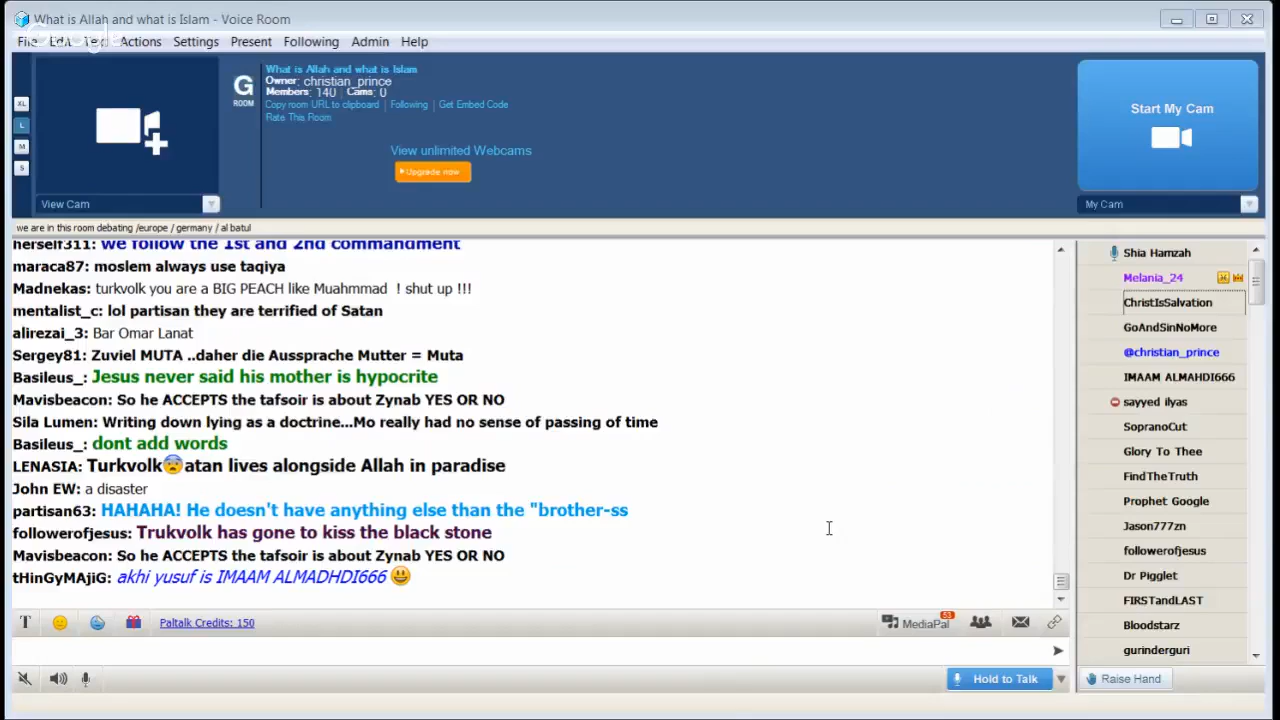 What is Allah and what is Islam - Voice Room
Google
File Edit Text Actions Settings Present Following Admin Help
XL
L
M
S
G
ROOM
What is Allah and what is Islam
Owner: christian_prince
Members: 140 Cams: 0
Copy room URL to clipboard | Following | Get Embed Code
Rate This Room
View unlimited Webcams
Upgrade now
Start My Cam
View Cam
My Cam
we are in this room debating /europe / germany / al batul
herself311: we follow the 1st and 2nd commandment
maraca87: moslem always use taqiya
Madnekas: turkvolk you are a BIG PEACH like Muahmmad ! shut up !!!
mentalist_c: lol partisan they are terrified of Satan
alirezai_3: Bar Omar Lanat
Sergey81: Zuviel MUTA ..daher die Aussprache Mutter = Muta
Basileus_: Jesus never said his mother is hypocrite
Mavisbeacon: So he ACCEPTS the tafsoir is about Zynab YES OR NO
Sila Lumen: Writing down lying as a doctrine...Mo really had no sense of passing of time
Basileus_: dont add words
LENASIA: Turkvolk😨atan lives alongside Allah in paradise
John EW: a disaster
partisan63: HAHAHA! He doesn't have anything else than the "brother-ss
followerofjesus: Trukvolk has gone to kiss the black stone
Mavisbeacon: So he ACCEPTS the tafsoir is about Zynab YES OR NO
tHinGyMAjiG: akhi yusuf is IMAAM ALMADHDI666 😃
Shia Hamzah
Melania_24
ChristIsSalvation
GoAndSinNoMore
@christian_prince
IMAAM ALMAHDI666
sayyed ilyas
SopranoCut
Glory To Thee
FindTheTruth
Prophet Google
Jason777zn
followerofjesus
Dr Pigglet
FIRSTandLAST
Bloodstarz
gurinderguri
T
Paltalk Credits: 150
MediaPal
53
Hold to Talk
Raise Hand